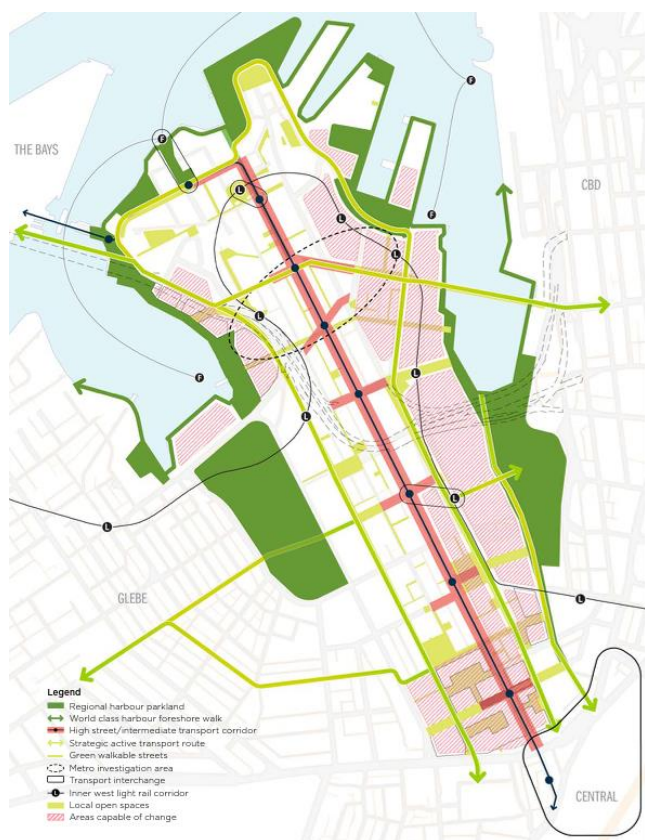 F
F
THE BAYS
CBD
L
L
F
L
L
L
F
L
L
L
L
GLEBE
L
Legend
Regional harbour parkland
World class harbour foreshore walk
High street/intermediate transport corridor
Strategic active transport route
Green walkable streets
Metro investigation area
Transport interchange
L Inner west light rail corridor
Local open spaces
Areas capable of change
CENTRAL